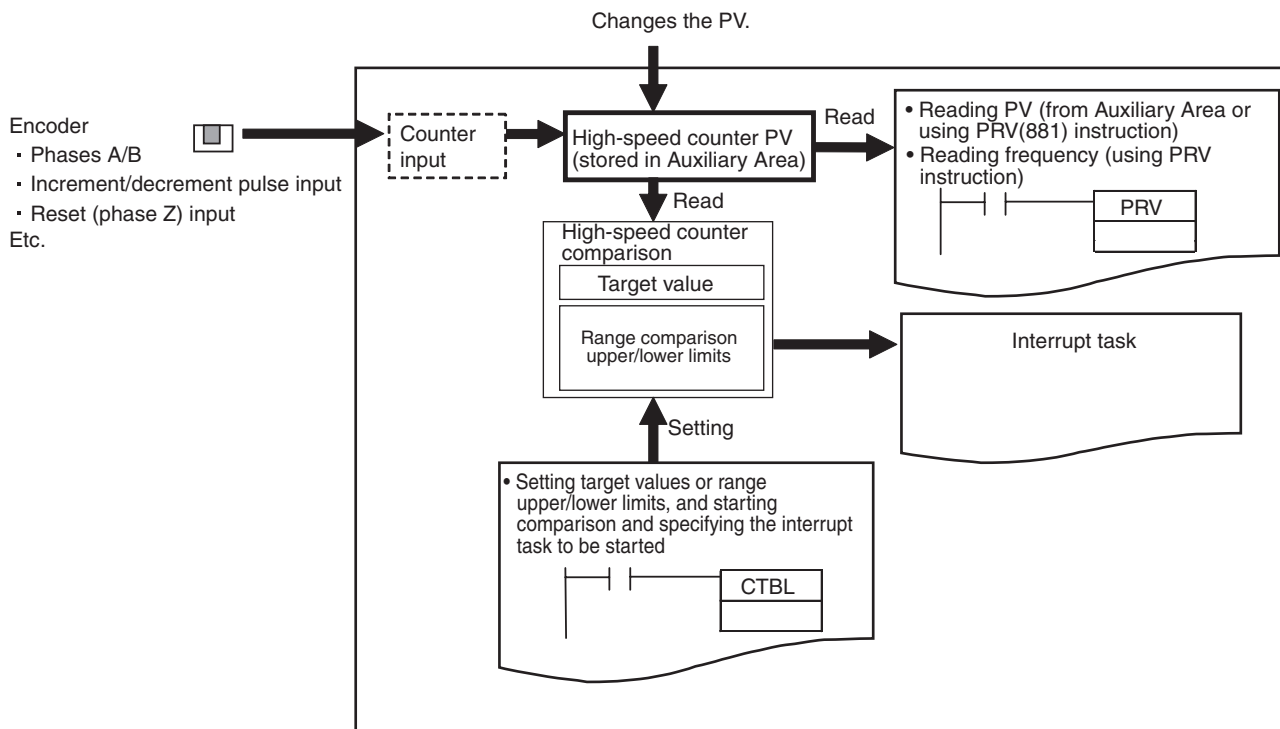 Changes the PV.
Encoder
· Phases A/B
· Increment/decrement pulse input
· Reset (phase Z) input
Etc.
Counter
input
High-speed counter PV
(stored in Auxiliary Area)
Read
• Reading PV (from Auxiliary Area or
using PRV(881) instruction)
• Reading frequency (using PRV
instruction)
PRV
Read
High-speed counter
comparison
Target value
Range comparison
upper/lower limits
Interrupt task
Setting
• Setting target values or range
upper/lower limits, and starting
comparison and specifying the interrupt
task to be started
CTBL